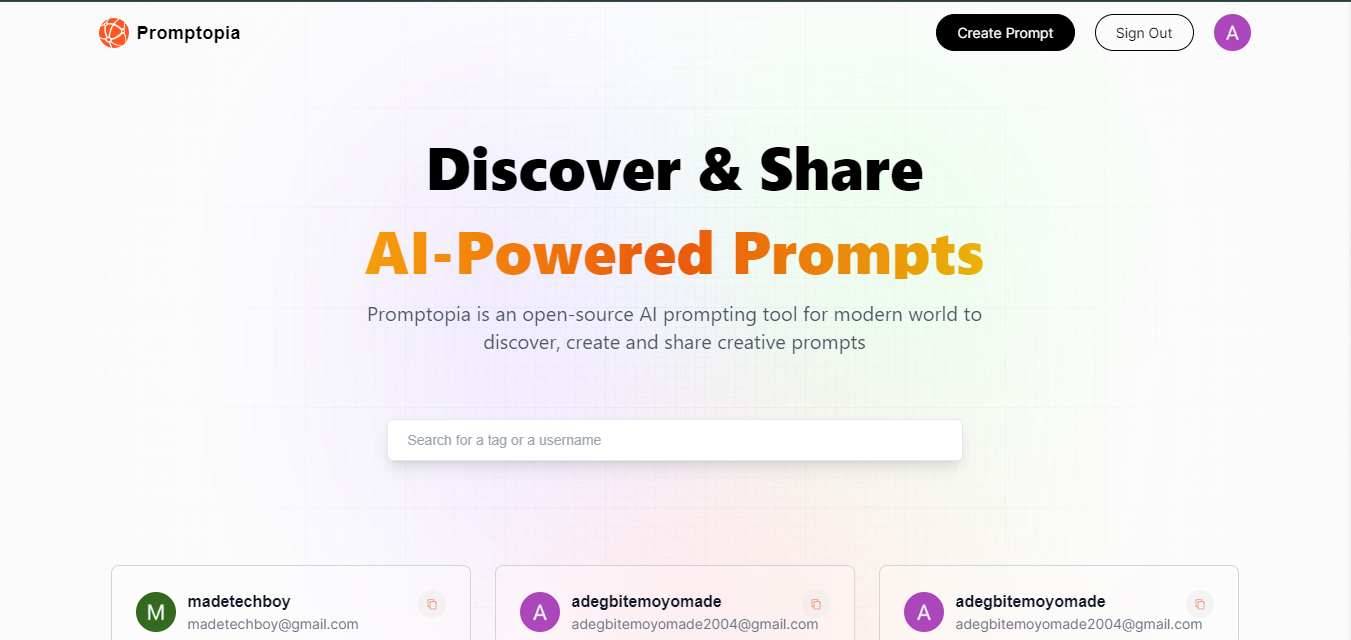 Promptopia
Create Prompt
Sign Out
A
Discover & Share
AI-Powered Prompts
Promptopia is an open-source AI prompting tool for modern world to
discover, create and share creative prompts
Search for a tag or a username
M
madetechboy
madetechboy@gmail.com
A
adegbitemoyomade
adegbitemoyomade2004@gmail.com
A
adegbitemoyomade
adegbitemoyomade2004@gmail.com